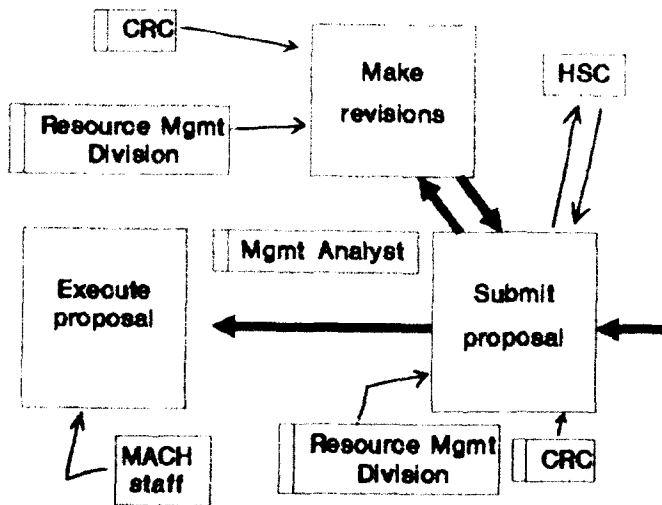 CRC
Make
revisions
HSC
Resource Mgmt
Division
Mgmt Analyst
Execute
proposal
Submit
proposal
Resource Mgmt
Division
CRC
MACH
staff